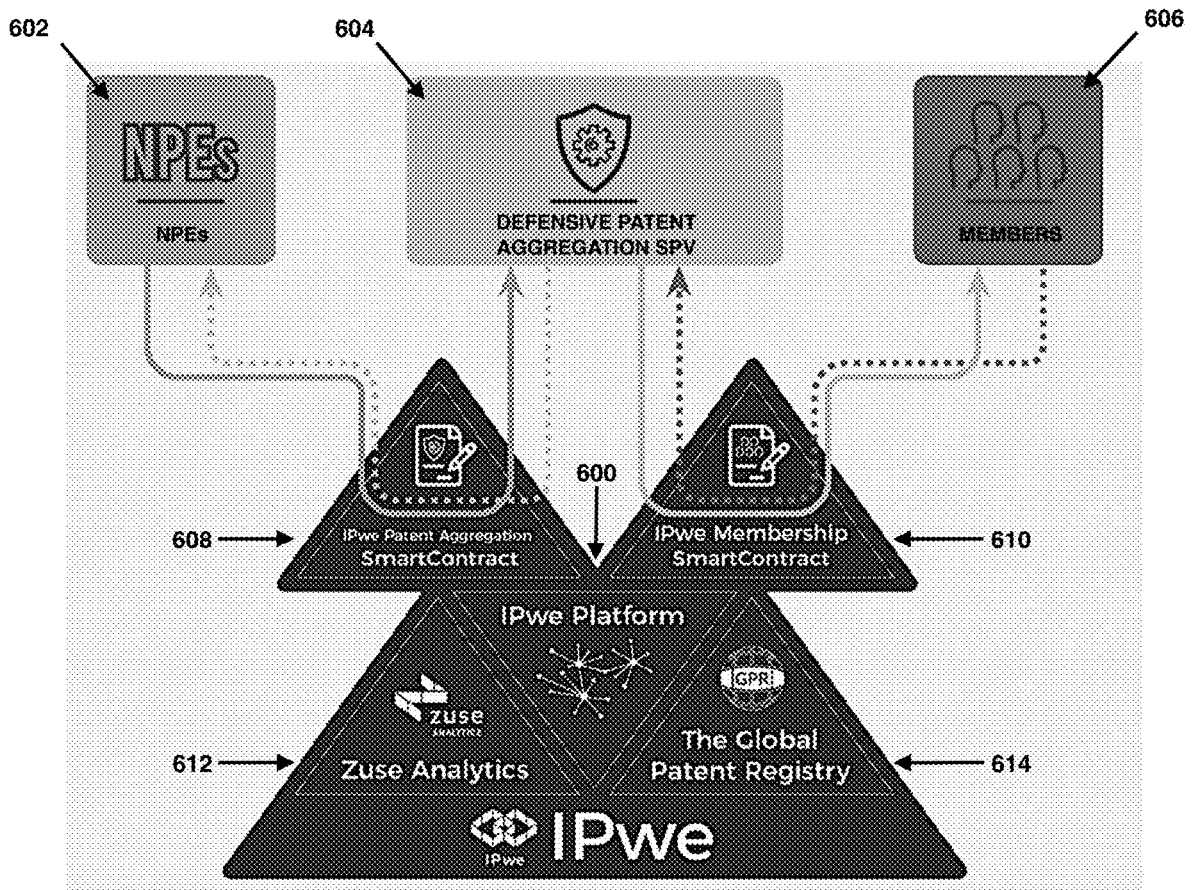 602
604
606
NPEs
NPEs
DEFENSIVE PATENT
AGGREGATION SPV
MEMBERS
600
608
IPwe Patent Aggregation
SmartContract
IPwe Membership
SmartContract
610
IPwe Platform
zuse
ANALYTICS
GPR
612
Zuse Analytics
The Global
Patent Registry
614
IPwe
IPwe